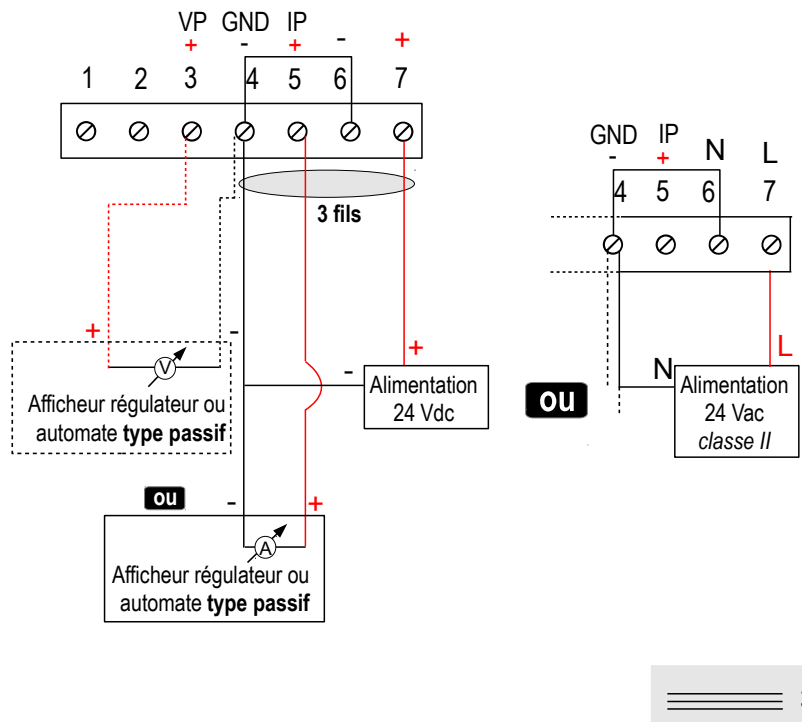 VP GND IP
+ - + - +
1 2 3 4 5 6 7
3 fils
+ -
V
Afficheur régulateur ou
automate type passif
- +
Alimentation
24 Vdc
ou
- +
A
Afficheur régulateur ou
automate type passif
ou
GND IP N L
- +
4 5 6 7
N L
Alimentation
24 Vac
classe II